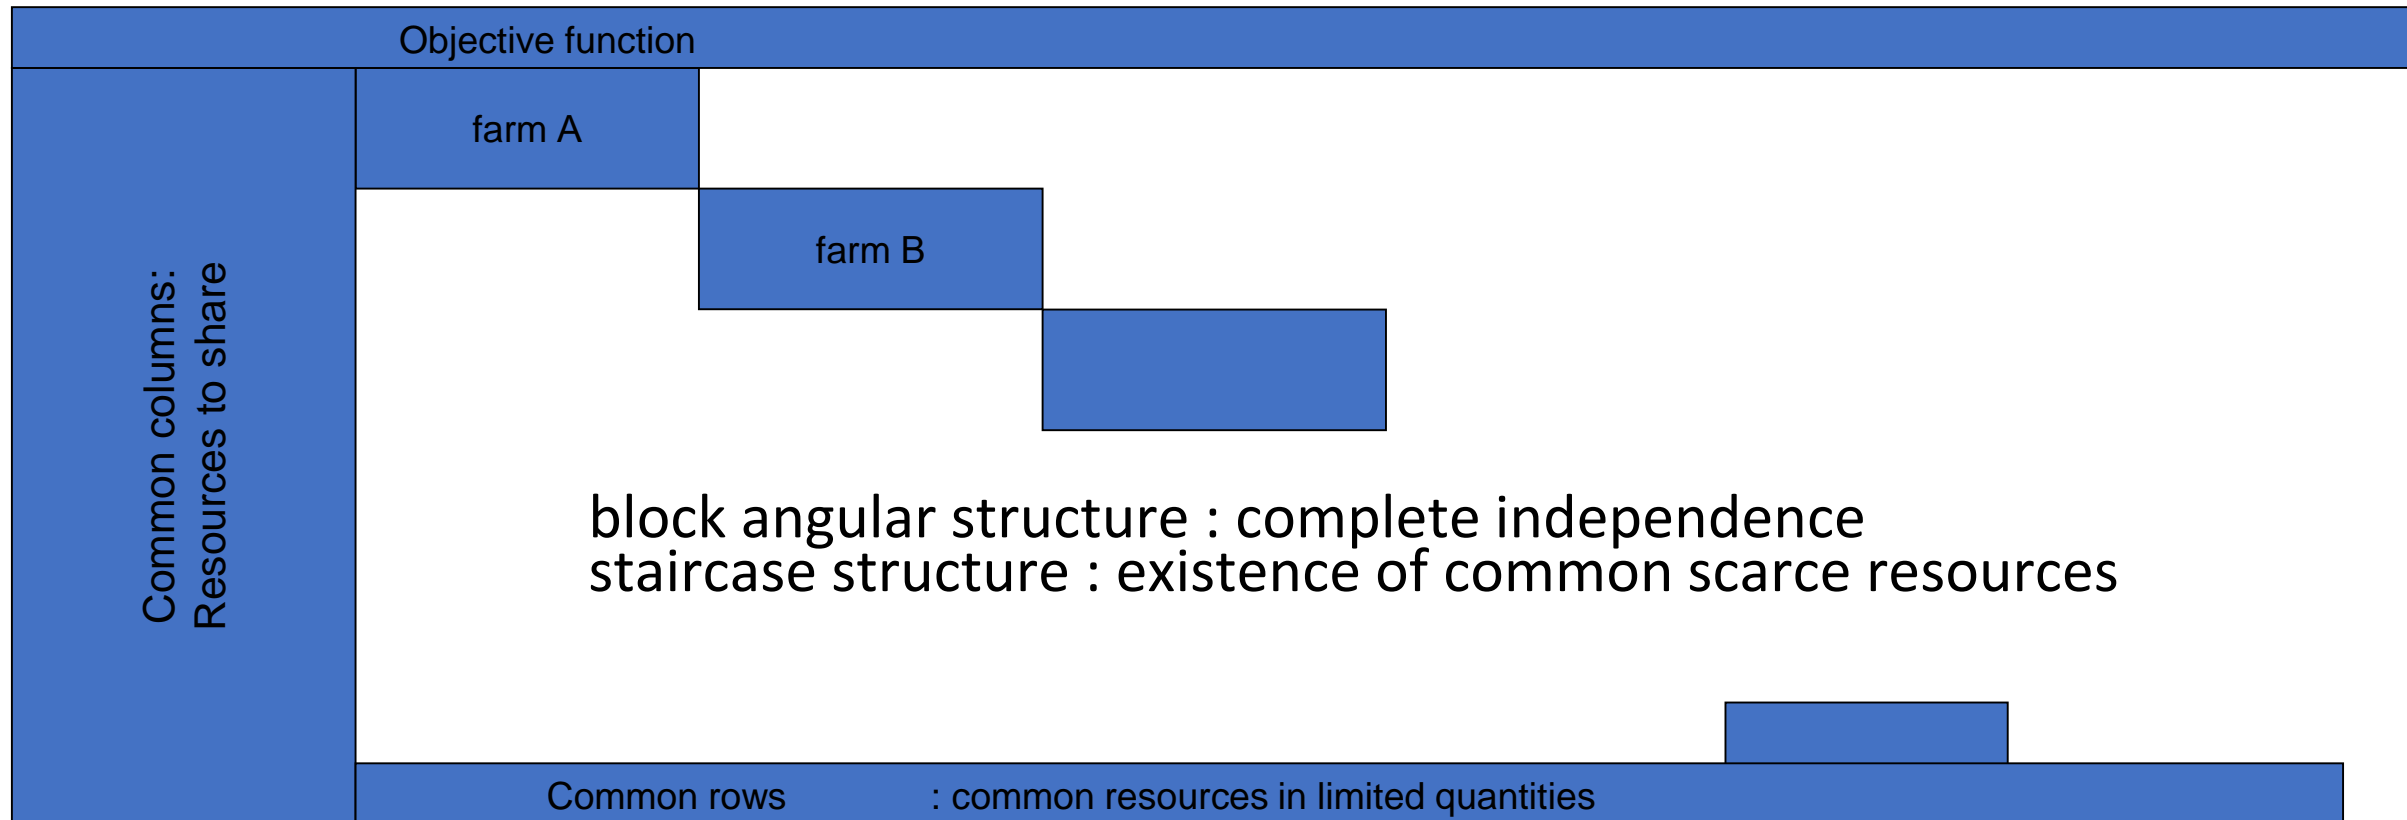 Objective function
farm A
farm B
Common columns:
Resources to share
block angular structure : complete independence
staircase structure : existence of common scarce resources
Common rows : common resources in limited quantities